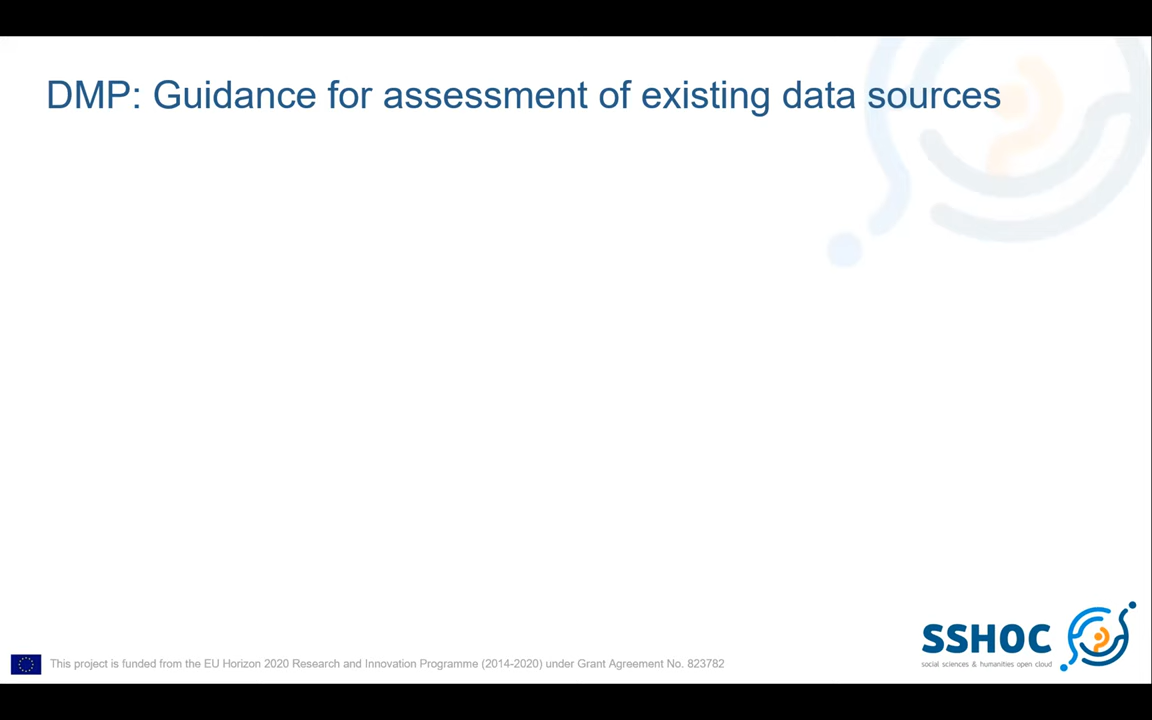 DMP: Guidance for assessment of existing data sources
SSHOC
social sciences & humanities open cloud
This project is funded from the EU Horizon 2020 Research and Innovation Programme (2014-2020) under Grant Agreement No. 823782